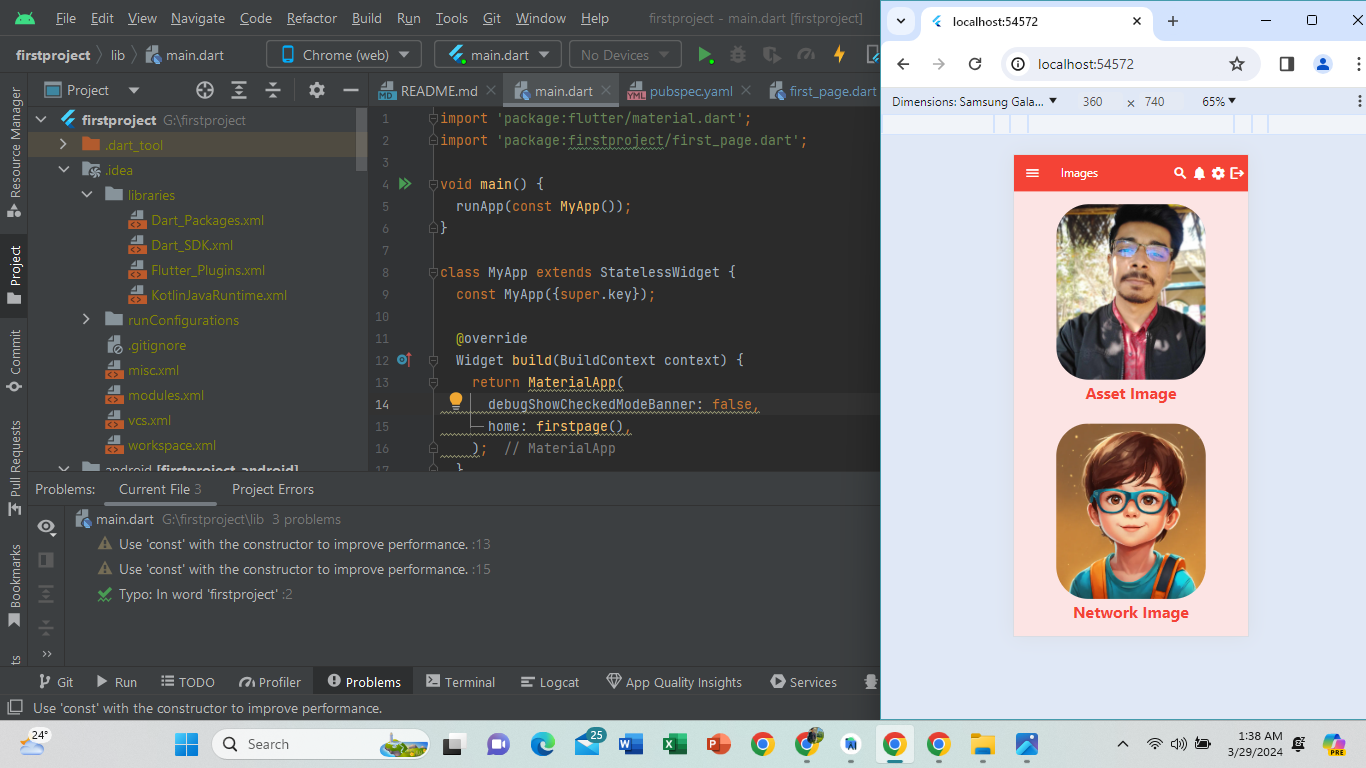 File Edit View Navigate Code Refactor Build Run Tools Git Window Help firstproject - main.dart [firstproject]
firstproject lib main.dart Chrome (web) main.dart No Devices
Resource Manager
Project
Commit
Pull Requests
Bookmarks
Project
firstproject G:\firstproject
.dart_tool
.idea
libraries
Dart_Packages.xml
Dart_SDK.xml
Flutter_Plugins.xml
KotlinJavaRuntime.xml
runConfigurations
.gitignore
misc.xml
modules.xml
vcs.xml
workspace.xml
android [firstproject_android]
README.md main.dart pubspec.yaml first_page.dart
1 import 'package:flutter/material.dart';
2 import 'package:firstproject/first_page.dart';
3
4 void main() {
5 runApp(const MyApp());
6 }
7
8 class MyApp extends StatelessWidget {
9 const MyApp({super.key});
10
11 @override
12 Widget build(BuildContext context) {
13 return MaterialApp(
14 debugShowCheckedModeBanner: false,
15 home: firstpage(),
16 ); // MaterialApp
17 }
Problems: Current File 3 Project Errors
main.dart G:\firstproject\lib 3 problems
Use 'const' with the constructor to improve performance. :13
Use 'const' with the constructor to improve performance. :15
Typo: In word 'firstproject' :2
Git Run TODO Profiler Problems Terminal Logcat App Quality Insights Services
Use 'const' with the constructor to improve performance.
localhost:54572
localhost:54572
Dimensions: Samsung Gala... 360 × 740 65%
Images
Asset Image
Network Image
24°
Search
25
1:38 AM
3/29/2024
PRE